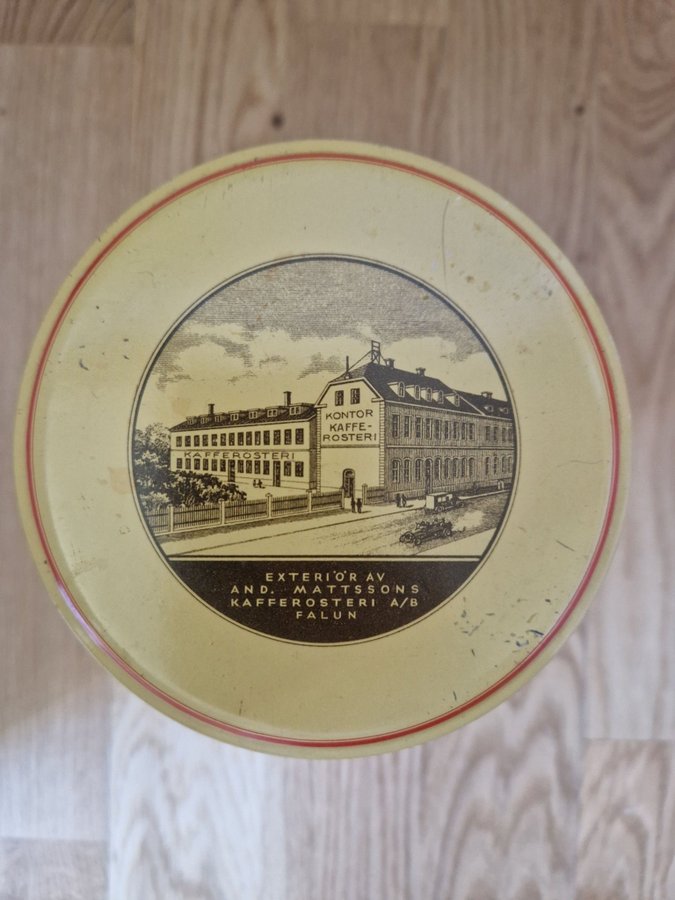 KONTOR
KAFFE-
ROSTERI
KAFFEROSTERI
EXTERIÖR AV
AND. MATTSSONS
KAFFEROSTERI A/B
FALUN